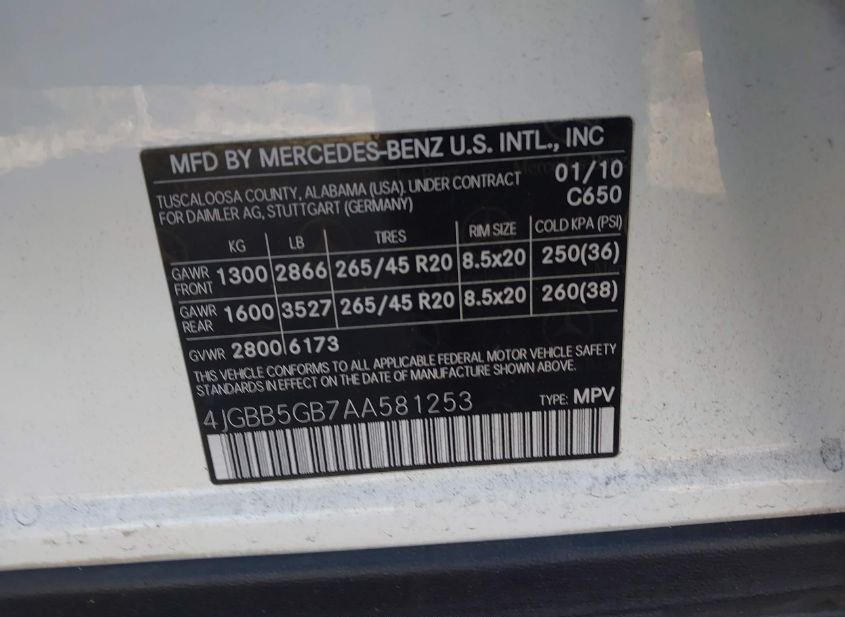 MFD BY MERCEDES-BENZ U.S. INTL., INC
TUSCALOOSA COUNTY, ALABAMA (USA). UNDER CONTRACT 01/10
FOR DAIMLER AG, STUTTGART (GERMANY) C650
KG LB TIRES RIM SIZE COLD KPA (PSI)
GAWR FRONT 1300 2866 265/45 R20 8.5x20 250(36)
GAWR REAR 1600 3527 265/45 R20 8.5x20 260(38)
GVWR 2800 6173
THIS VEHICLE CONFORMS TO ALL APPLICABLE FEDERAL MOTOR VEHICLE SAFETY
STANDARDS IN EFFECT ON THE DATE OF MANUFACTURE SHOWN ABOVE.
4JGBB5GB7AA581253 TYPE: MPV